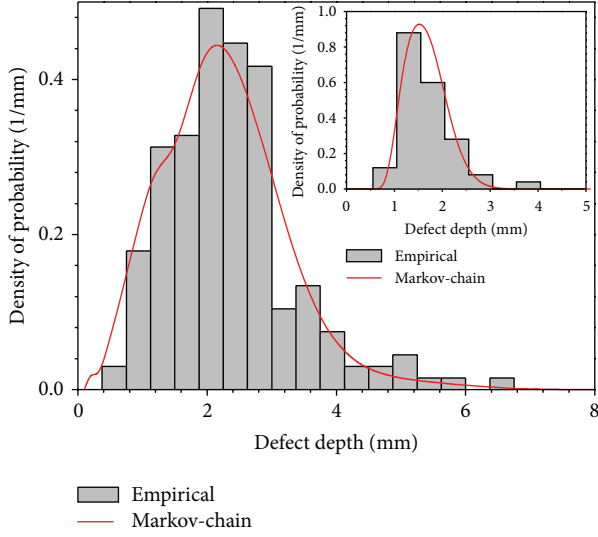 Density of probability (1/mm)
0.4
0.2
0.0
0
2
4
6
8
Defect depth (mm)
Empirical
Markov-chain
Density of probability (1/mm)
1.0
0.8
0.6
0.4
0.2
0.0
0
1
2
3
4
5
Defect depth (mm)
Empirical
Markov-chain